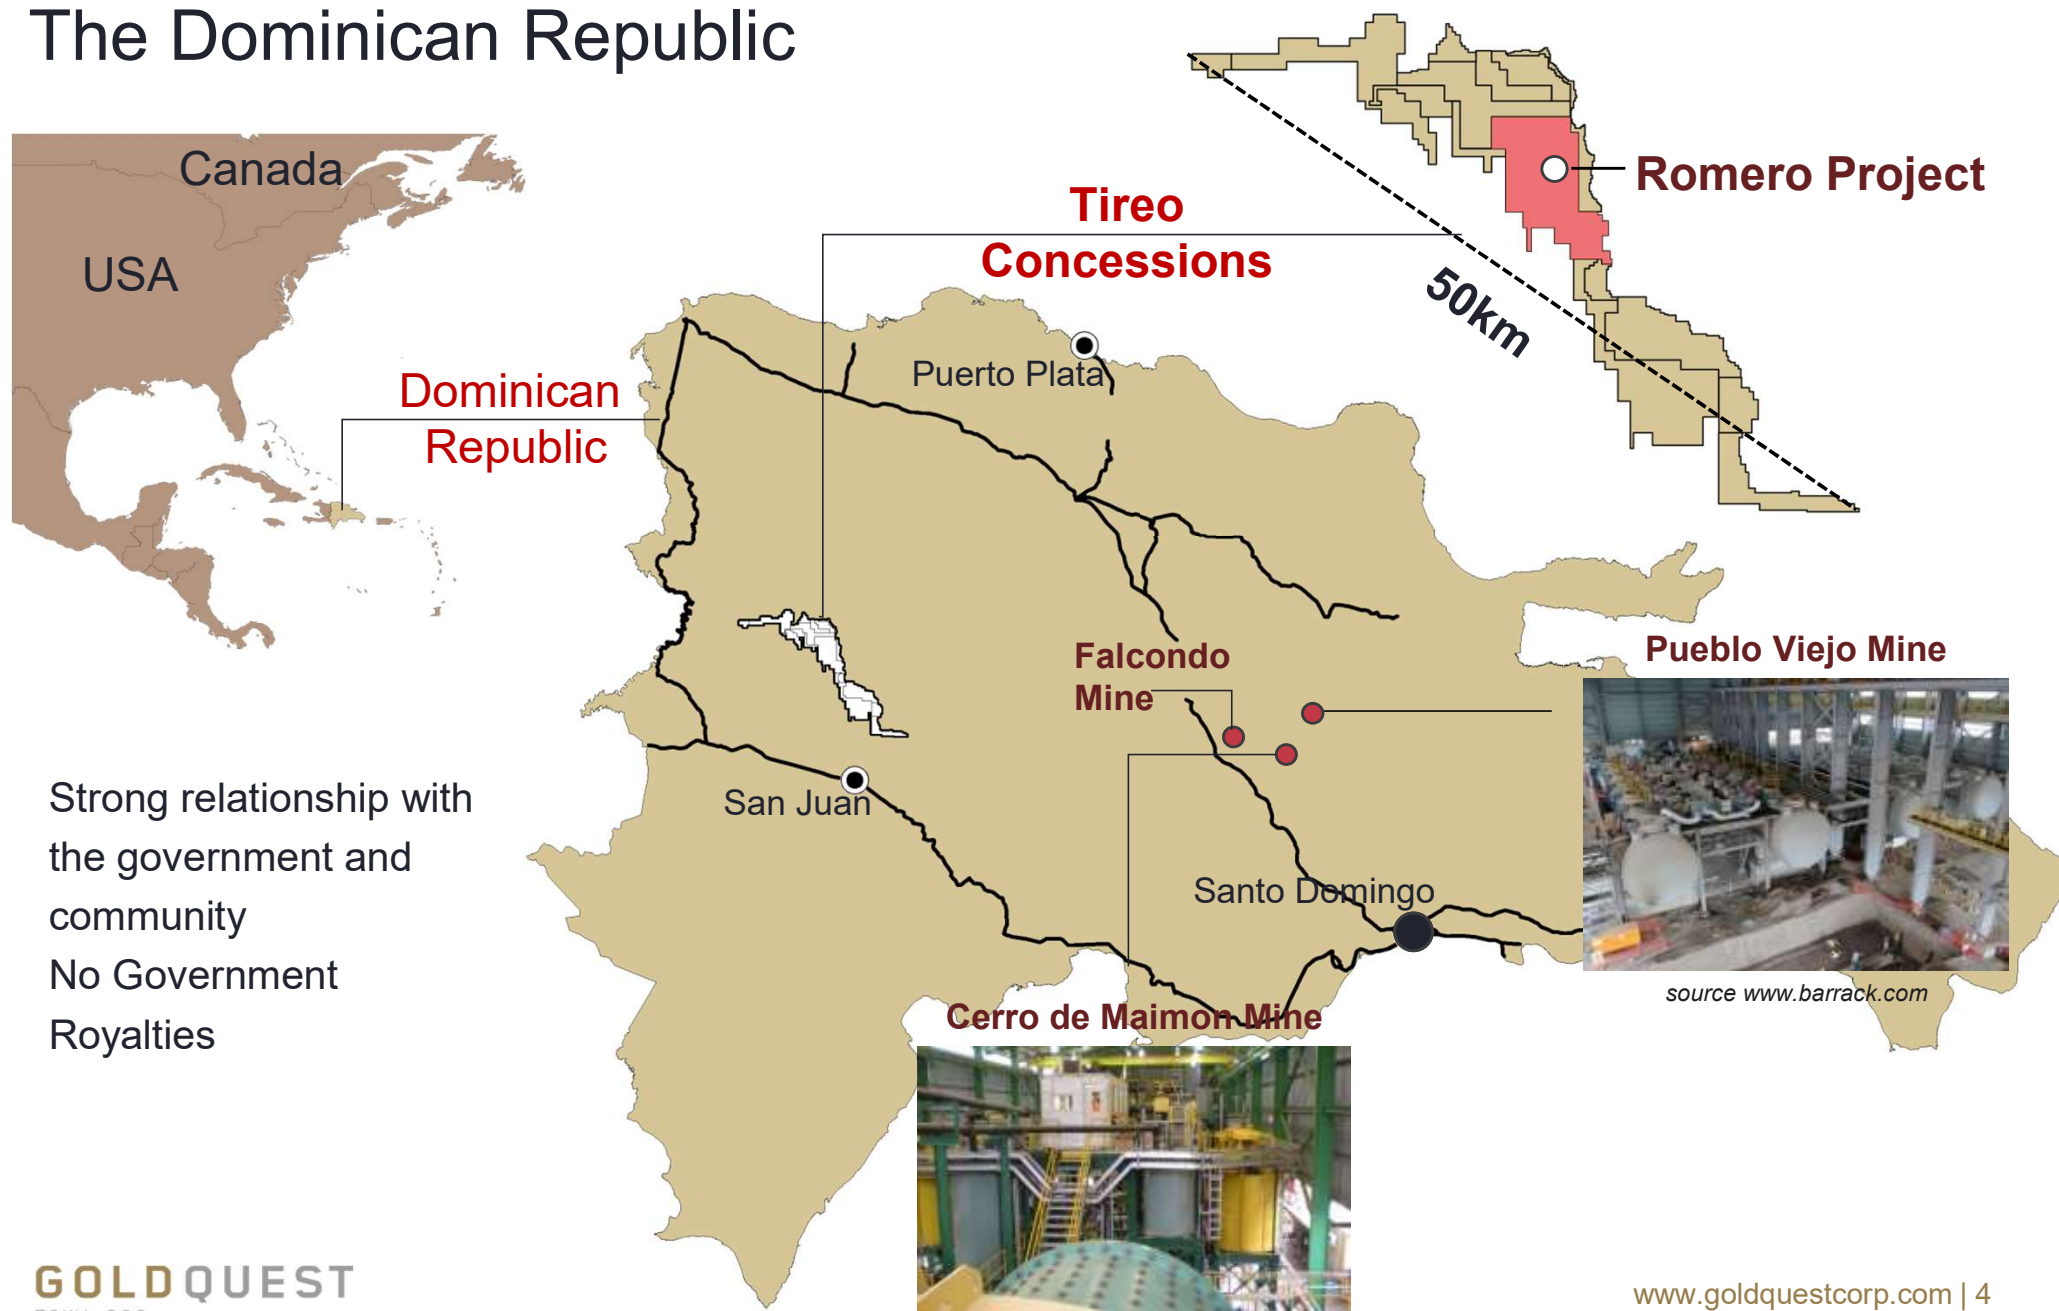 The Dominican Republic
Canada
USA
Dominican
Republic
Tireo
Concessions
Romero Project
50km
Puerto Plata
Falcondo
Mine
Pueblo Viejo Mine
San Juan
Santo Domingo
Strong relationship with
the government and
community
No Government
Royalties
source www.barrack.com
Cerro de Maimon Mine
GOLDQUEST
www.goldquestcorp.com | 4